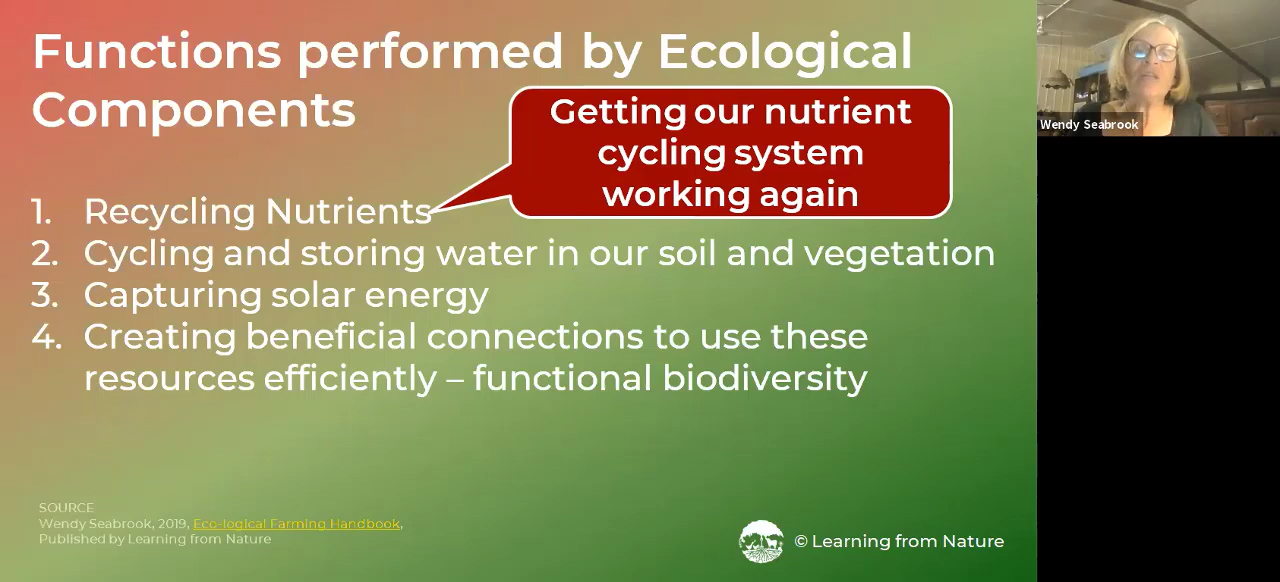 Functions performed by Ecological
Components
Getting our nutrient
cycling system
working again
1. Recycling Nutrients
2. Cycling and storing water in our soil and vegetation
3. Capturing solar energy
4. Creating beneficial connections to use these
resources efficiently – functional biodiversity
SOURCE
Wendy Seabrook, 2019, Eco-logical Farming Handbook,
Published by Learning from Nature
© Learning from Nature
Wendy Seabrook